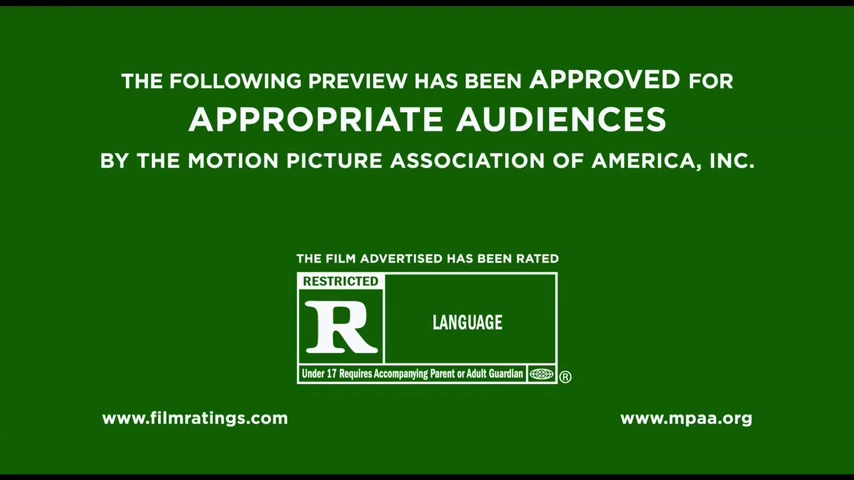 THE FOLLOWING PREVIEW HAS BEEN APPROVED FOR
APPROPRIATE AUDIENCES
BY THE MOTION PICTURE ASSOCIATION OF AMERICA, INC.
THE FILM ADVERTISED HAS BEEN RATED
RESTRICTED
R
LANGUAGE
Under 17 Requires Accompanying Parent or Adult Guardian
®
www.filmratings.com
www.mpaa.org